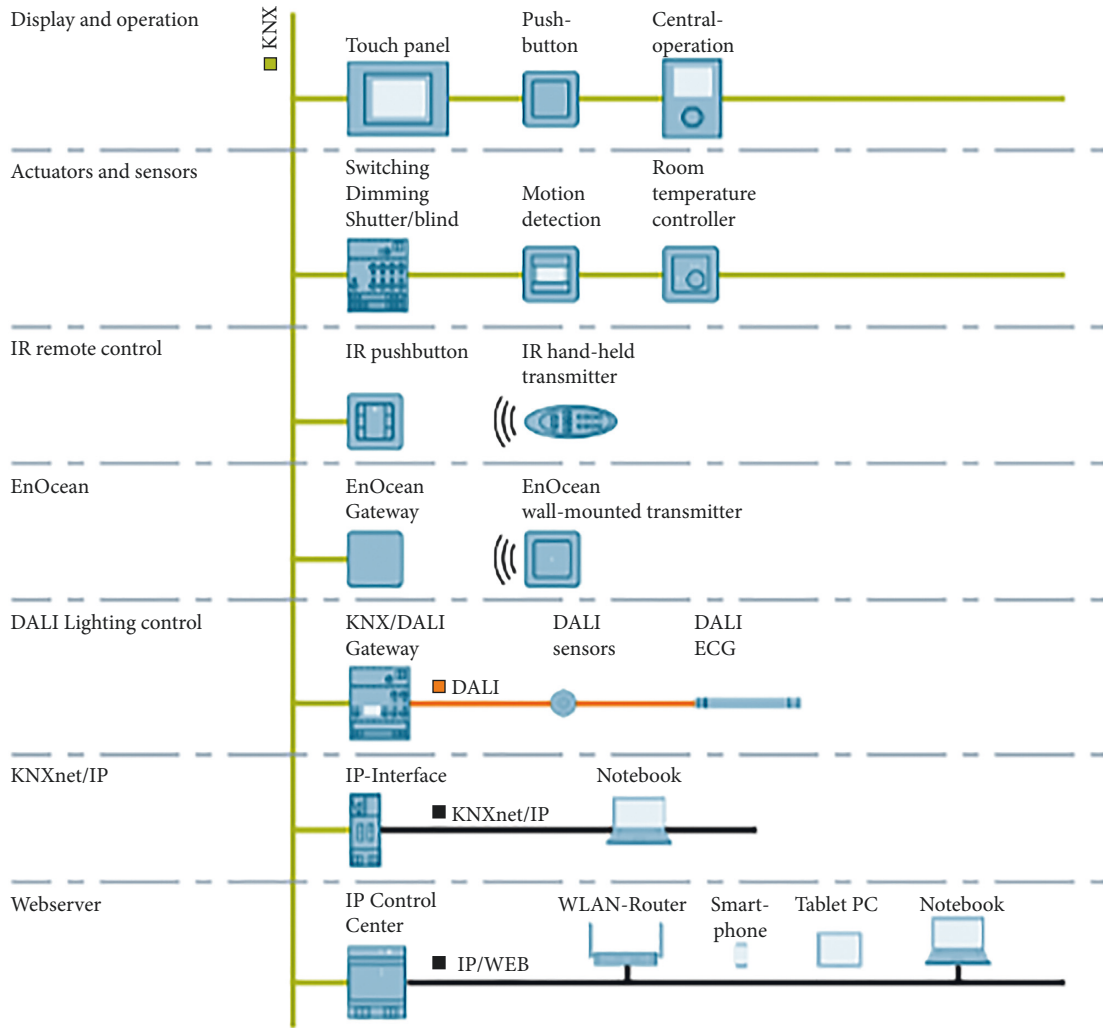 Display and operation
KNX
Touch panel
Push-
button
Central-
operation
Actuators and sensors
Switching
Dimming
Shutter/blind
Motion
detection
Room
temperature
controller
IR remote control
IR pushbutton
IR hand-held
transmitter
EnOcean
EnOcean
Gateway
EnOcean
wall-mounted transmitter
DALI Lighting control
KNX/DALI
Gateway
DALI
DALI
sensors
DALI
ECG
KNXnet/IP
IP-Interface
KNXnet/IP
Notebook
Webserver
IP Control
Center
IP/WEB
WLAN-Router
Smart-
phone
Tablet PC
Notebook